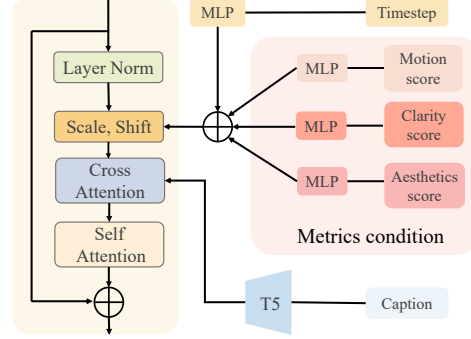 MLP
Timestep
Layer Norm
MLP
Motion
score
Scale, Shift
MLP
Clarity
score
Cross
Attention
MLP
Aesthetics
score
Self
Attention
Metrics condition
T5
Caption